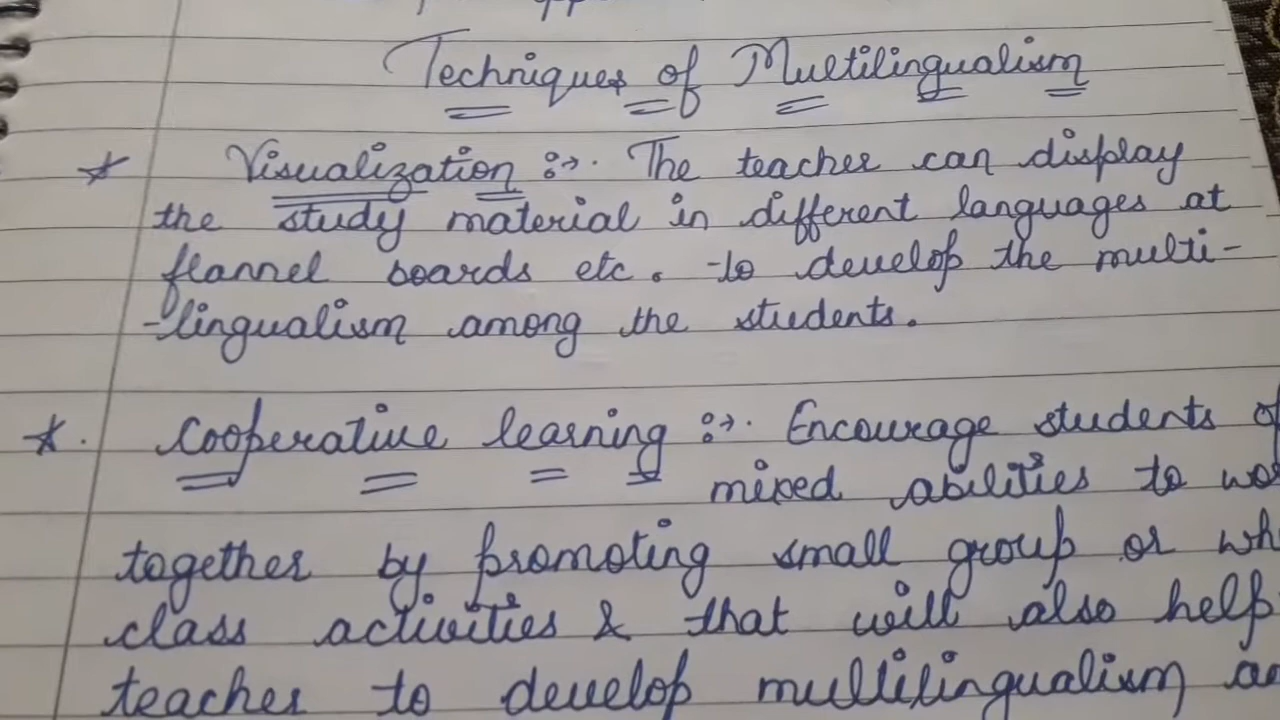 Techniques of Multilingualism
* Visualization :→. The teacher can display
the study material in different languages at
flannel boards etc. to develop the multi-
-lingualism among the students.
*. Cooperative learning :→. Encourage students of
mixed abilities to
together by promoting small group or
class activities & that will also help
teacher to develop multilingualism